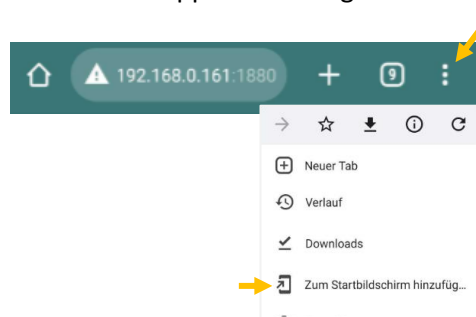 192.168.0.161:1880
9
Neuer Tab
Verlauf
Downloads
Zum Startbildschirm hinzufüg...